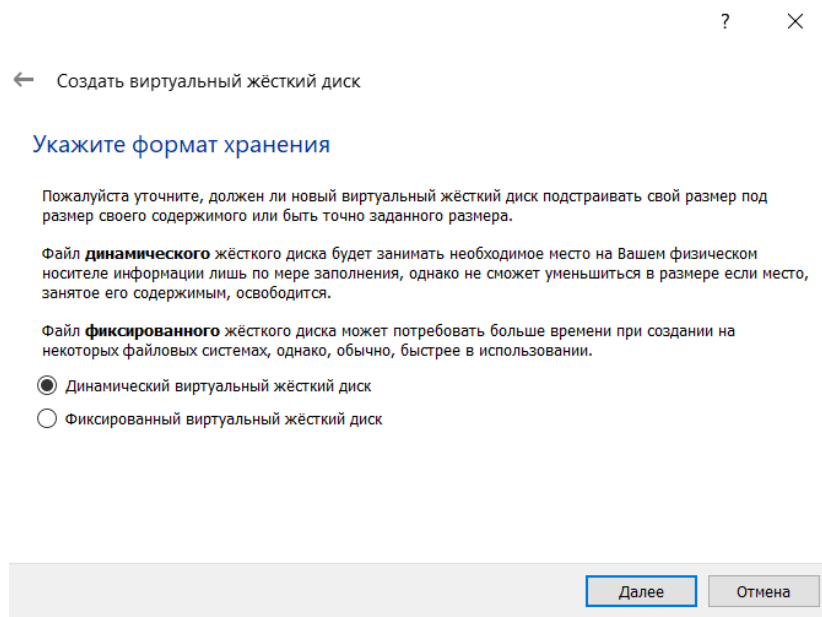 ?
Создать виртуальный жёсткий диск
Укажите формат хранения
Пожалуйста уточните, должен ли новый виртуальный жёсткий диск подстраивать свой размер под
размер своего содержимого или быть точно заданного размера.
Файл динамического жёсткого диска будет занимать необходимое место на Вашем физическом
носителе информации лишь по мере заполнения, однако не сможет уменьшиться в размере если место,
занятое его содержимым, освободится.
Файл фиксированного жёсткого диска может потребовать больше времени при создании на
некоторых файловых системах, однако, обычно, быстрее в использовании.
Динамический виртуальный жёсткий диск
Фиксированный виртуальный жёсткий диск
Далее
Отмена